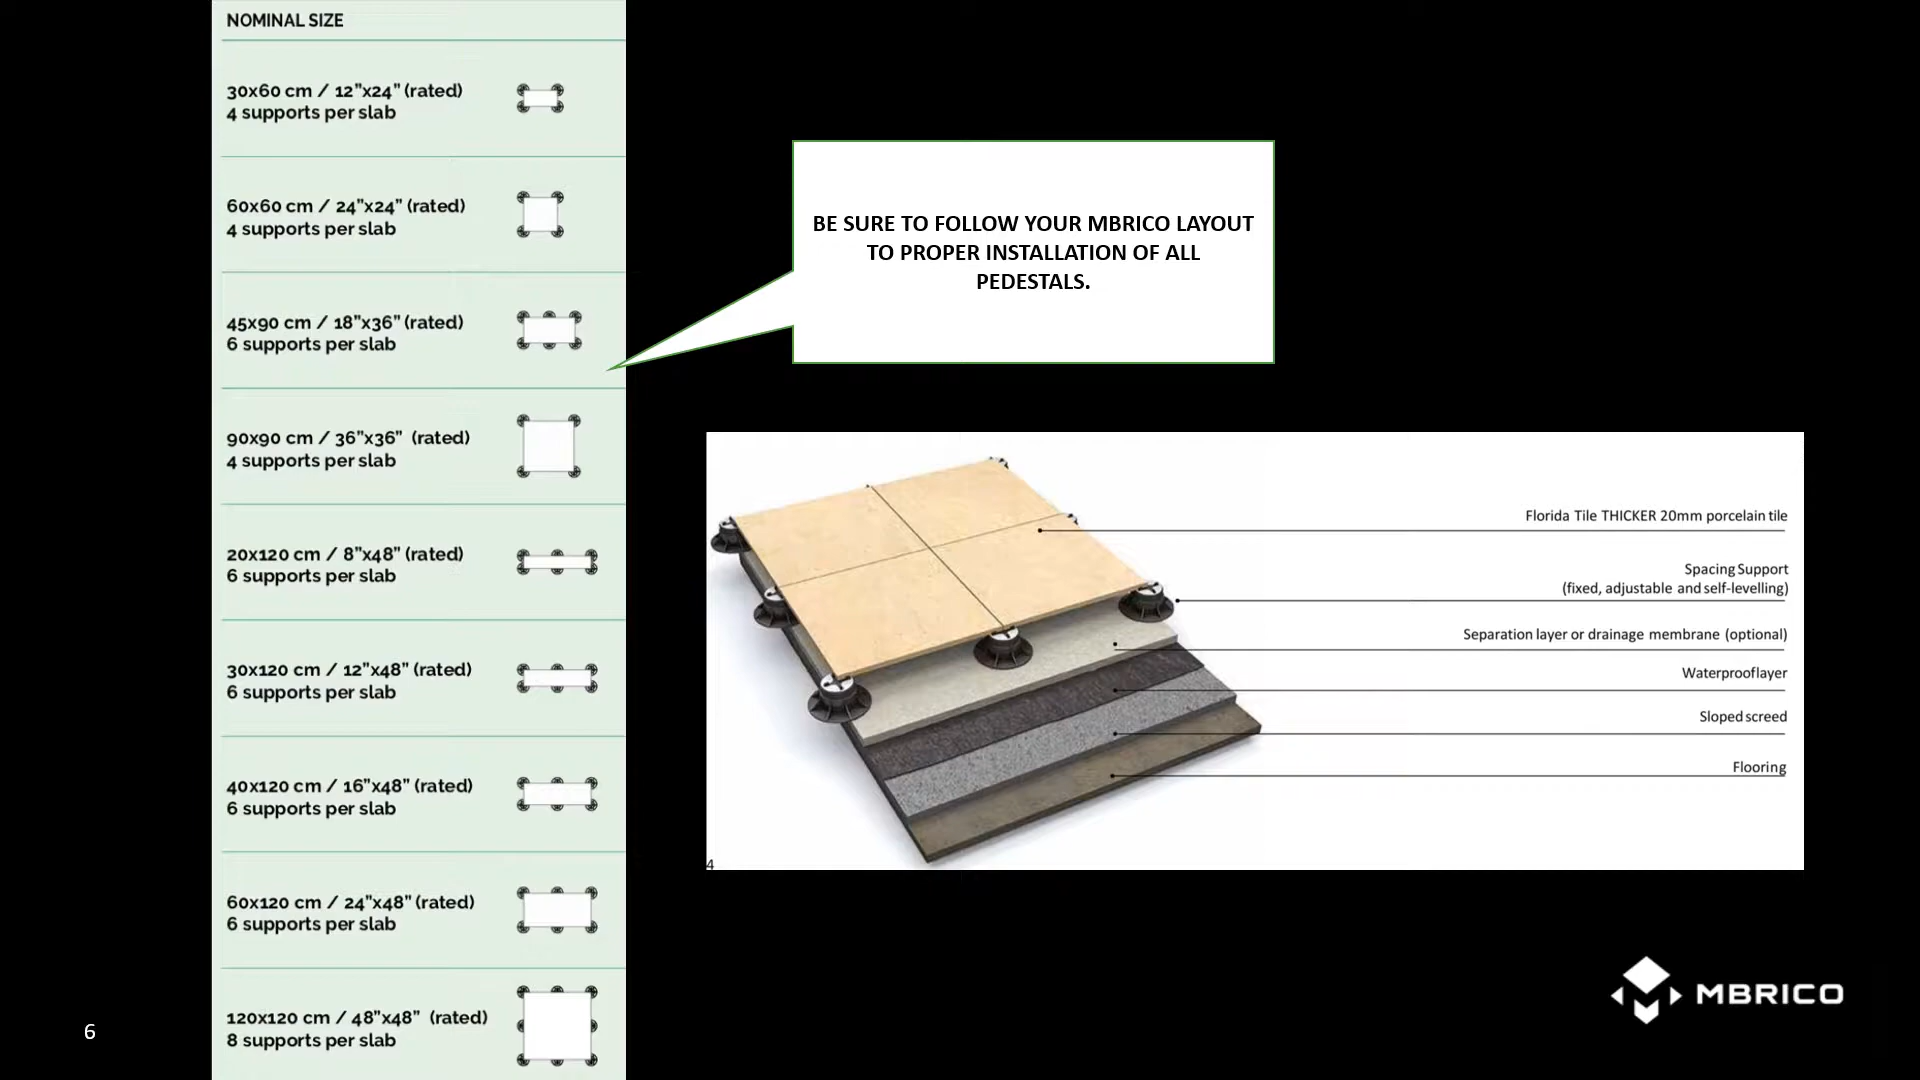 NOMINAL SIZE
30x60 cm / 12”x24” (rated)
4 supports per slab
60x60 cm / 24”x24” (rated)
4 supports per slab
45x90 cm / 18”x36” (rated)
6 supports per slab
90x90 cm / 36”x36” (rated)
4 supports per slab
20x120 cm / 8”x48” (rated)
6 supports per slab
30x120 cm / 12”x48” (rated)
6 supports per slab
40x120 cm / 16”x48” (rated)
6 supports per slab
60x120 cm / 24”x48” (rated)
6 supports per slab
120x120 cm / 48”x48” (rated)
8 supports per slab
BE SURE TO FOLLOW YOUR MBRICO LAYOUT
TO PROPER INSTALLATION OF ALL
PEDESTALS.
Florida Tile THICKER 20mm porcelain tile
Spacing Support
(fixed, adjustable and self-levelling)
Separation layer or drainage membrane (optional)
Waterproof layer
Sloped screed
Flooring
4
MBRICO
6